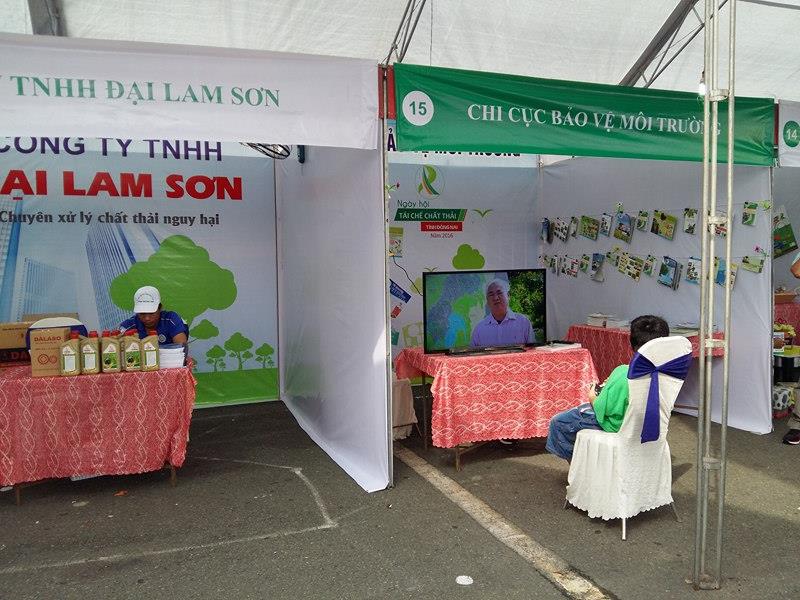 TNHH ĐẠI LAM SƠN
CÔNG TY TNHH
ẠI LAM SƠN
Chuyên xử lý chất thải nguy hại
DALASO
15
CHI CỤC BẢO VỆ MÔI TRƯỜNG
14
R
Ngày hội
TÁI CHẾ CHẤT THẢI
TỈNH ĐỒNG NAI
Năm 2016